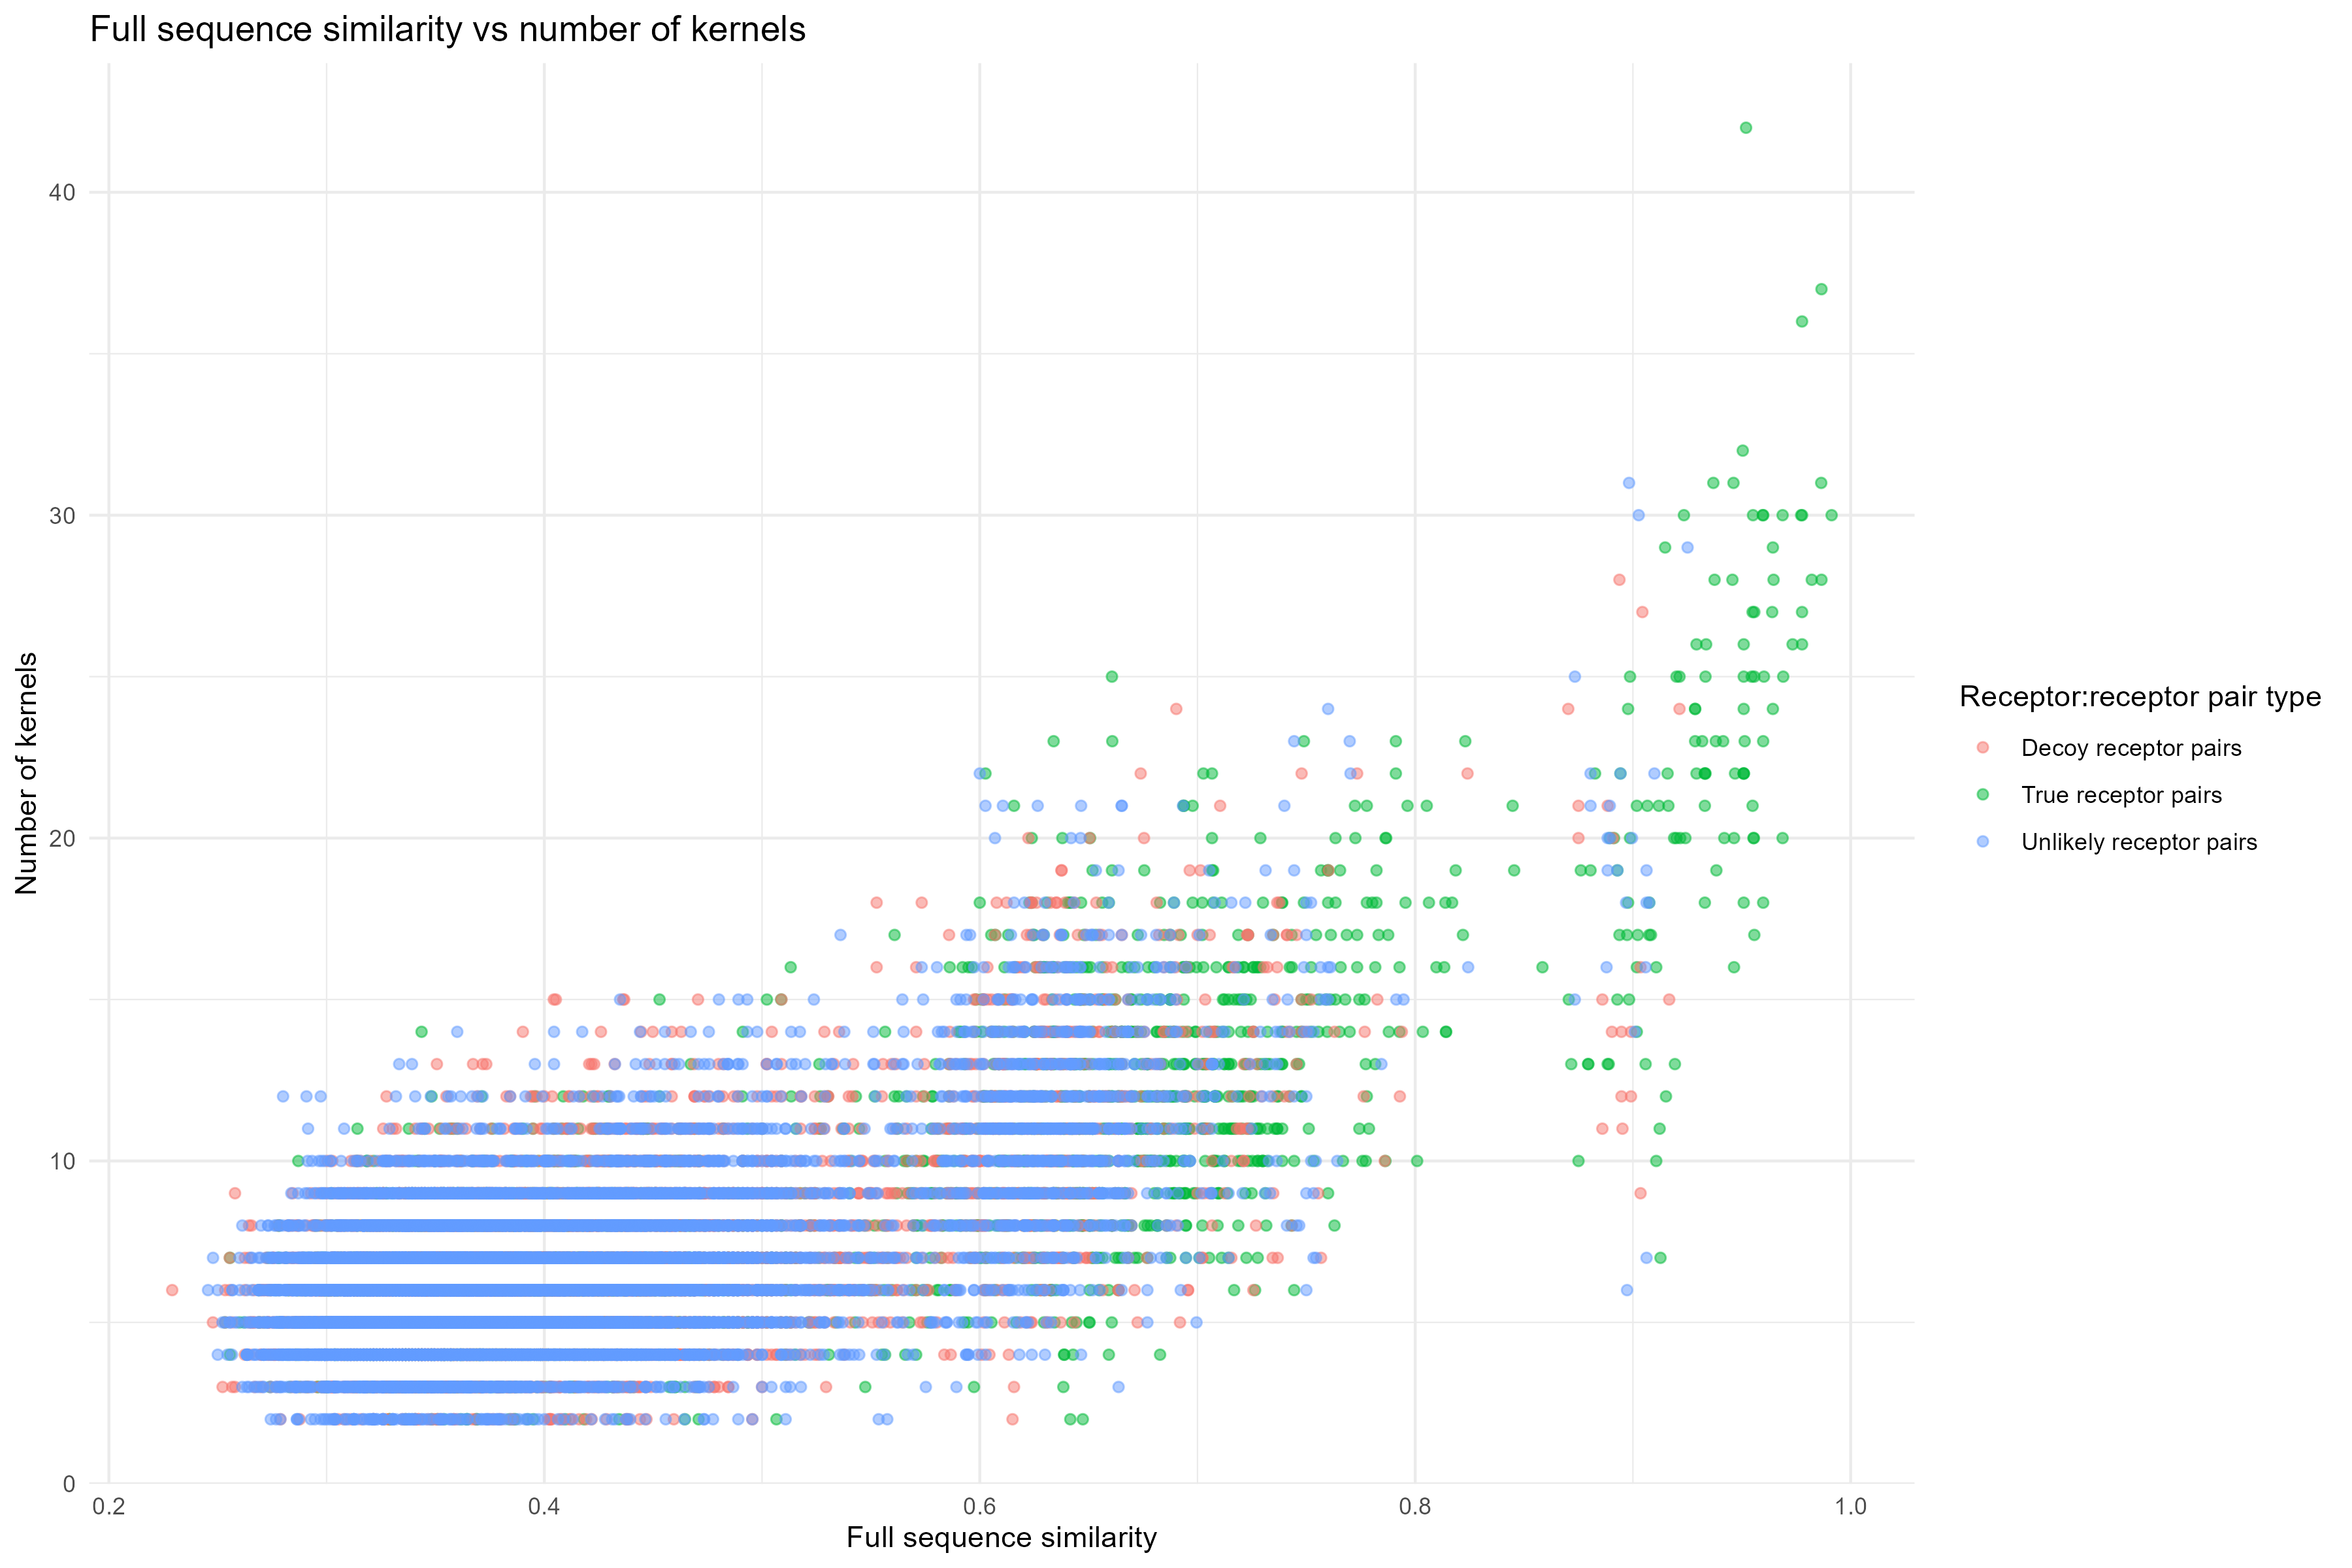 Full sequence similarity vs number of kernels
40
30
20
10
0
Number of kernels
0.2
0.4
0.6
0.8
1.0
Full sequence similarity
Receptor:receptor pair type
Decoy receptor pairs
True receptor pairs
Unlikely receptor pairs